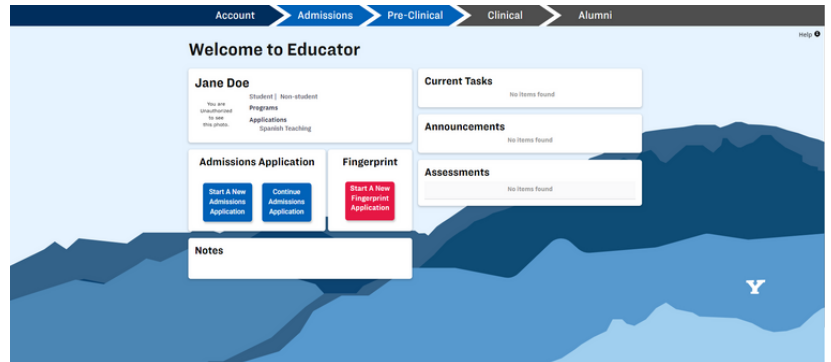 Account Admissions Pre-Clinical Clinical Alumni
Help
Welcome to Educator
Jane Doe
Student | Non-student
You are
Unauthorized
to see
this photo.
Programs
Applications
Spanish Teaching
Current Tasks
No items found
Announcements
No items found
Assessments
No items found
Admissions Application
Start A New
Admissions
Application
Continue
Admissions
Application
Fingerprint
Start A New
Fingerprint
Application
Notes
Y